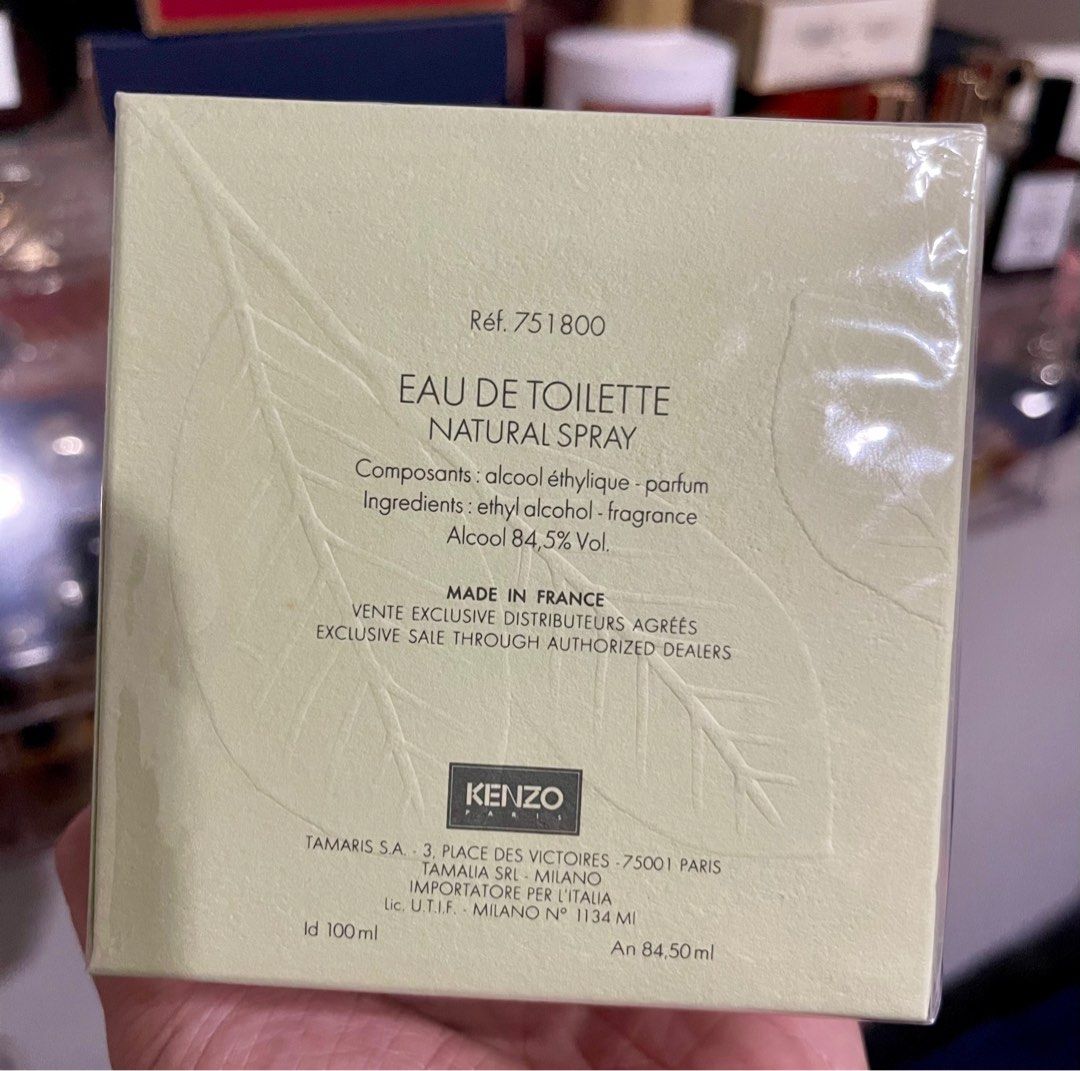 Réf. 751800
EAU DE TOILETTE
NATURAL SPRAY
Composants : alcool éthylique - parfum
Ingredients : ethyl alcohol - fragrance
Alcool 84,5% Vol.
MADE IN FRANCE
VENTE EXCLUSIVE DISTRIBUTEURS AGRÉÉS
EXCLUSIVE SALE THROUGH AUTHORIZED DEALERS
KENZO
PARIS
TAMARIS S.A. - 3, PLACE DES VICTOIRES - 75001 PARIS
TAMALIA SRL - MILANO
IMPORTATORE PER L'ITALIA
Lic. U.T.I.F. - MILANO Nº 1134 MI
Id 100 ml
An 84,50 ml